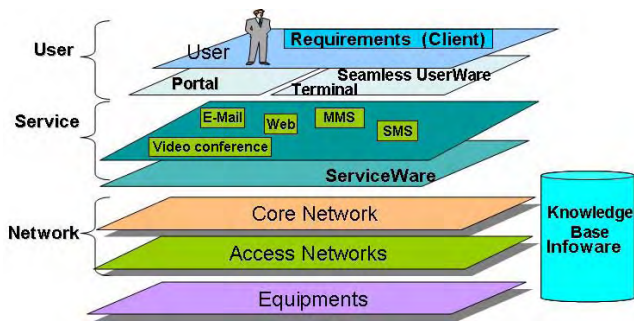 User
User
Requirements (Client)
Portal
Terminal
Seamless UserWare
Service
E-Mail
Web
MMS
SMS
Video conference
ServiceWare
Network
Core Network
Access Networks
Equipments
Knowledge
Base
Infoware